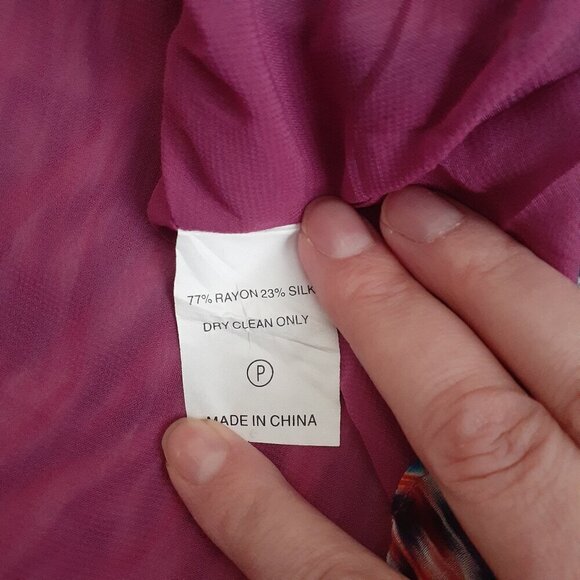 77% RAYON 23% SILK
DRY CLEAN ONLY
P
MADE IN CHINA